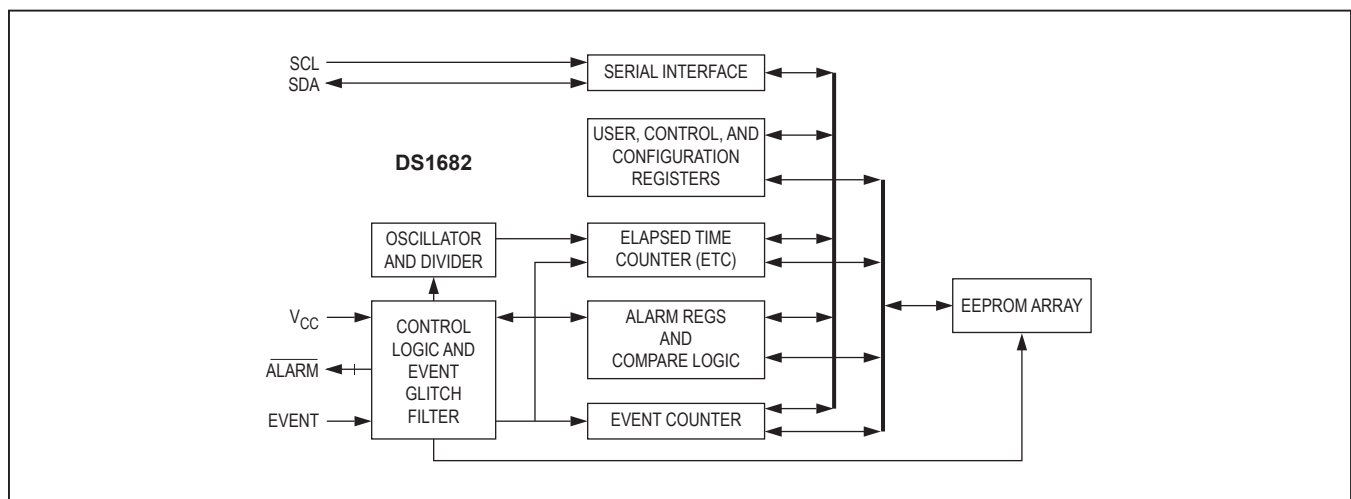 SCL
SDA
SERIAL INTERFACE
USER, CONTROL, AND
CONFIGURATION
REGISTERS
DS1682
OSCILLATOR
AND DIVIDER
ELAPSED TIME
COUNTER (ETC)
EEPROM ARRAY
VCC
ALARM
EVENT
CONTROL
LOGIC AND
EVENT
GLITCH
FILTER
ALARM REGS
AND
COMPARE LOGIC
EVENT COUNTER